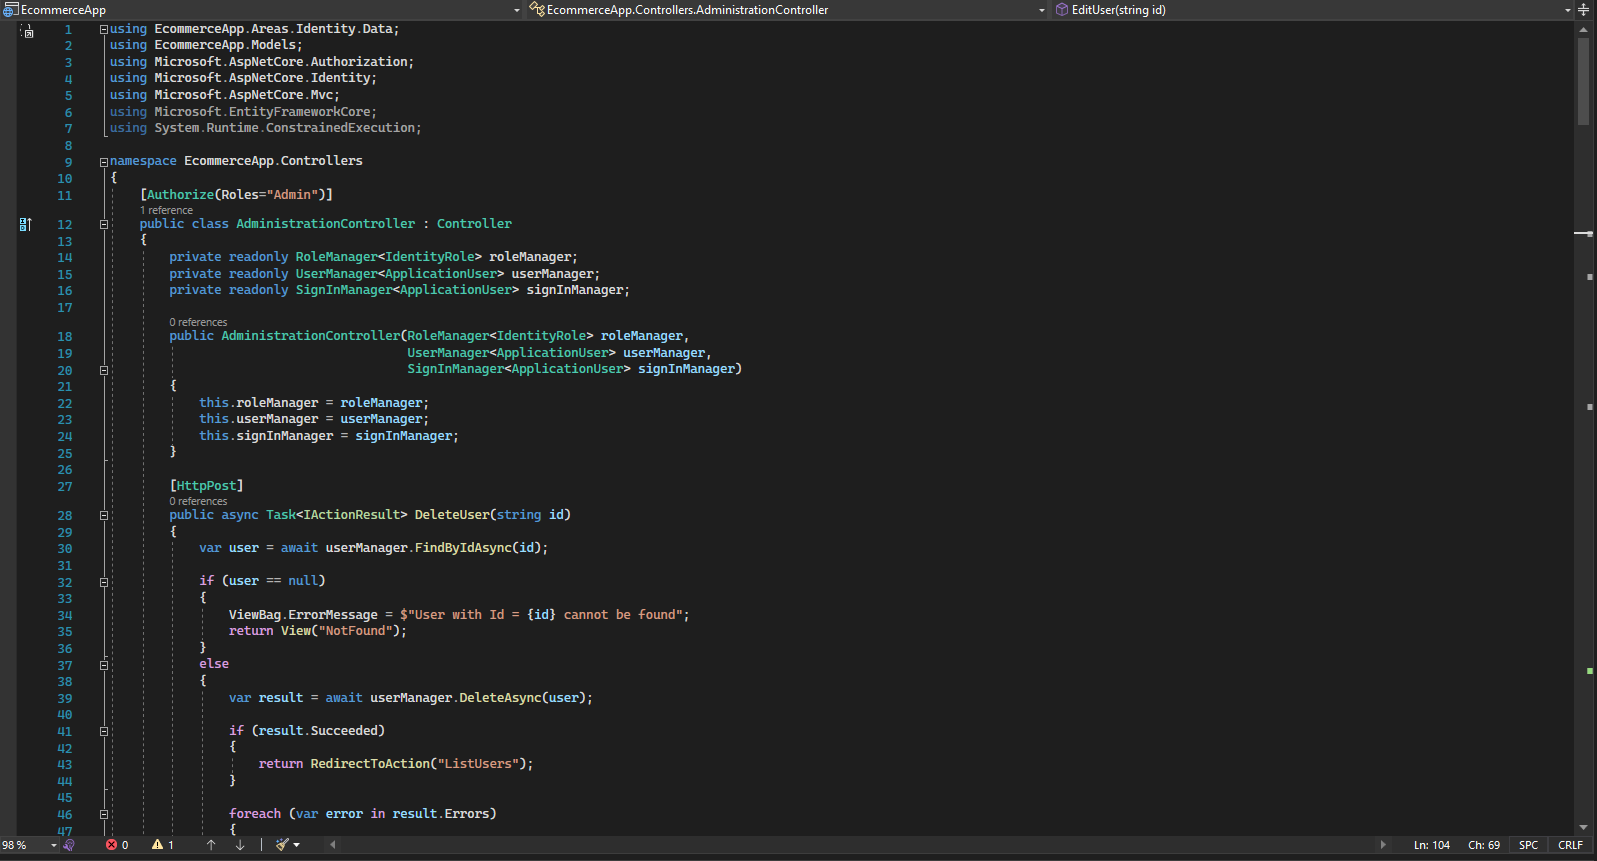 EcommerceApp EcommerceApp.Controllers.AdministrationController EditUser(string id)
1 using EcommerceApp.Areas.Identity.Data;
2 using EcommerceApp.Models;
3 using Microsoft.AspNetCore.Authorization;
4 using Microsoft.AspNetCore.Identity;
5 using Microsoft.AspNetCore.Mvc;
6 using Microsoft.EntityFrameworkCore;
7 using System.Runtime.ConstrainedExecution;
8
9 namespace EcommerceApp.Controllers
10 {
11 [Authorize(Roles="Admin")]
1 reference
12 public class AdministrationController : Controller
13 {
14 private readonly RoleManager<IdentityRole> roleManager;
15 private readonly UserManager<ApplicationUser> userManager;
16 private readonly SignInManager<ApplicationUser> signInManager;
17
0 references
18 public AdministrationController(RoleManager<IdentityRole> roleManager,
19 UserManager<ApplicationUser> userManager,
20 SignInManager<ApplicationUser> signInManager)
21 {
22 this.roleManager = roleManager;
23 this.userManager = userManager;
24 this.signInManager = signInManager;
25 }
26
27 [HttpPost]
0 references
28 public async Task<IActionResult> DeleteUser(string id)
29 {
30 var user = await userManager.FindByIdAsync(id);
31
32 if (user == null)
33 {
34 ViewBag.ErrorMessage = $"User with Id = {id} cannot be found";
35 return View("NotFound");
36 }
37 else
38 {
39 var result = await userManager.DeleteAsync(user);
40
41 if (result.Succeeded)
42 {
43 return RedirectToAction("ListUsers");
44 }
45
46 foreach (var error in result.Errors)
47 {
98 % 0 1 Ln: 104 Ch: 69 SPC CRLF